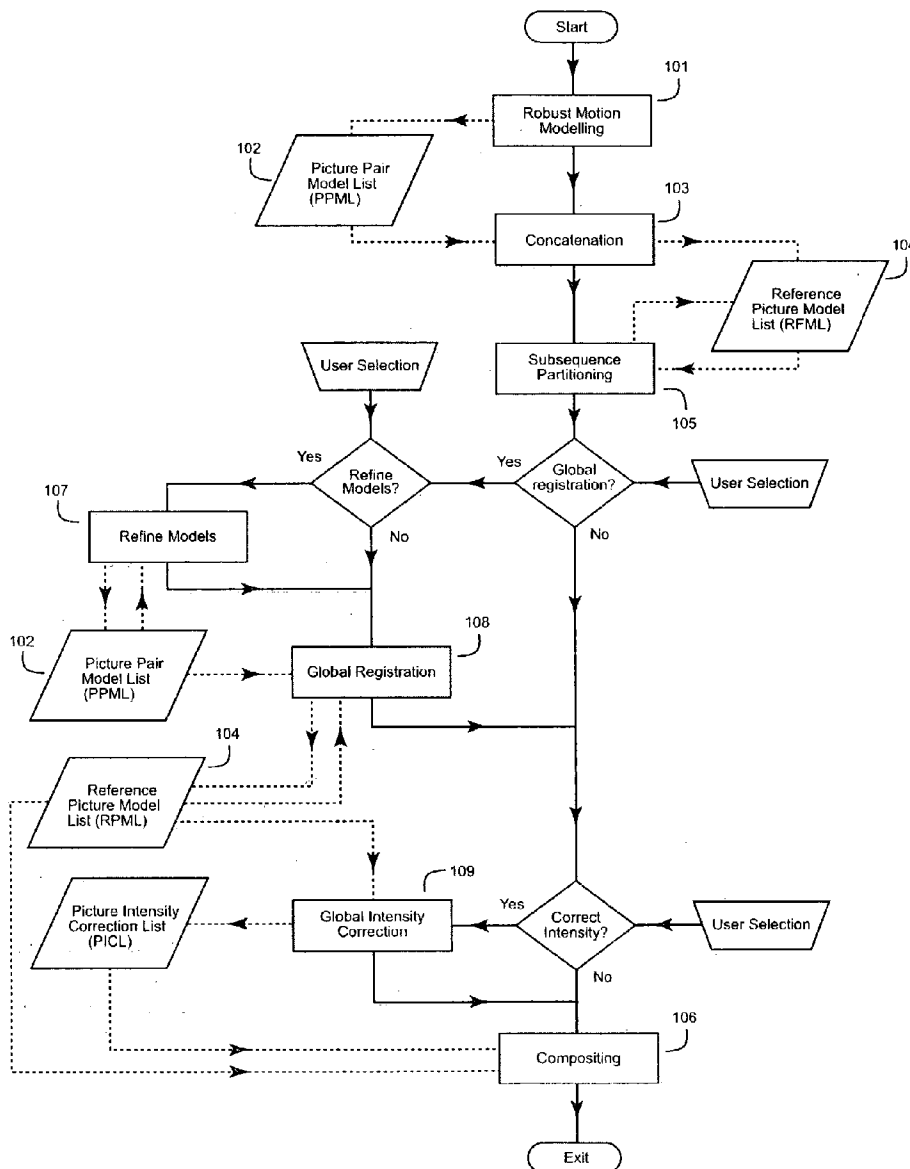 Start
101
Robust Motion
Modelling
102
Picture Pair
Model List
(PPML)
103
Concatenation
104
Reference
Picture Model
List (RFML)
User Selection
Subsequence
Partitioning
105
Yes
Refine
Models?
No
Yes
Global
registration?
No
User Selection
107
Refine Models
102
Picture Pair
Model List
(PPML)
108
Global Registration
104
Reference
Picture Model
List (RPML)
109
Picture Intensity
Correction List
(PICL)
Global Intensity
Correction
Yes
Correct
Intensity?
No
User Selection
106
Compositing
Exit